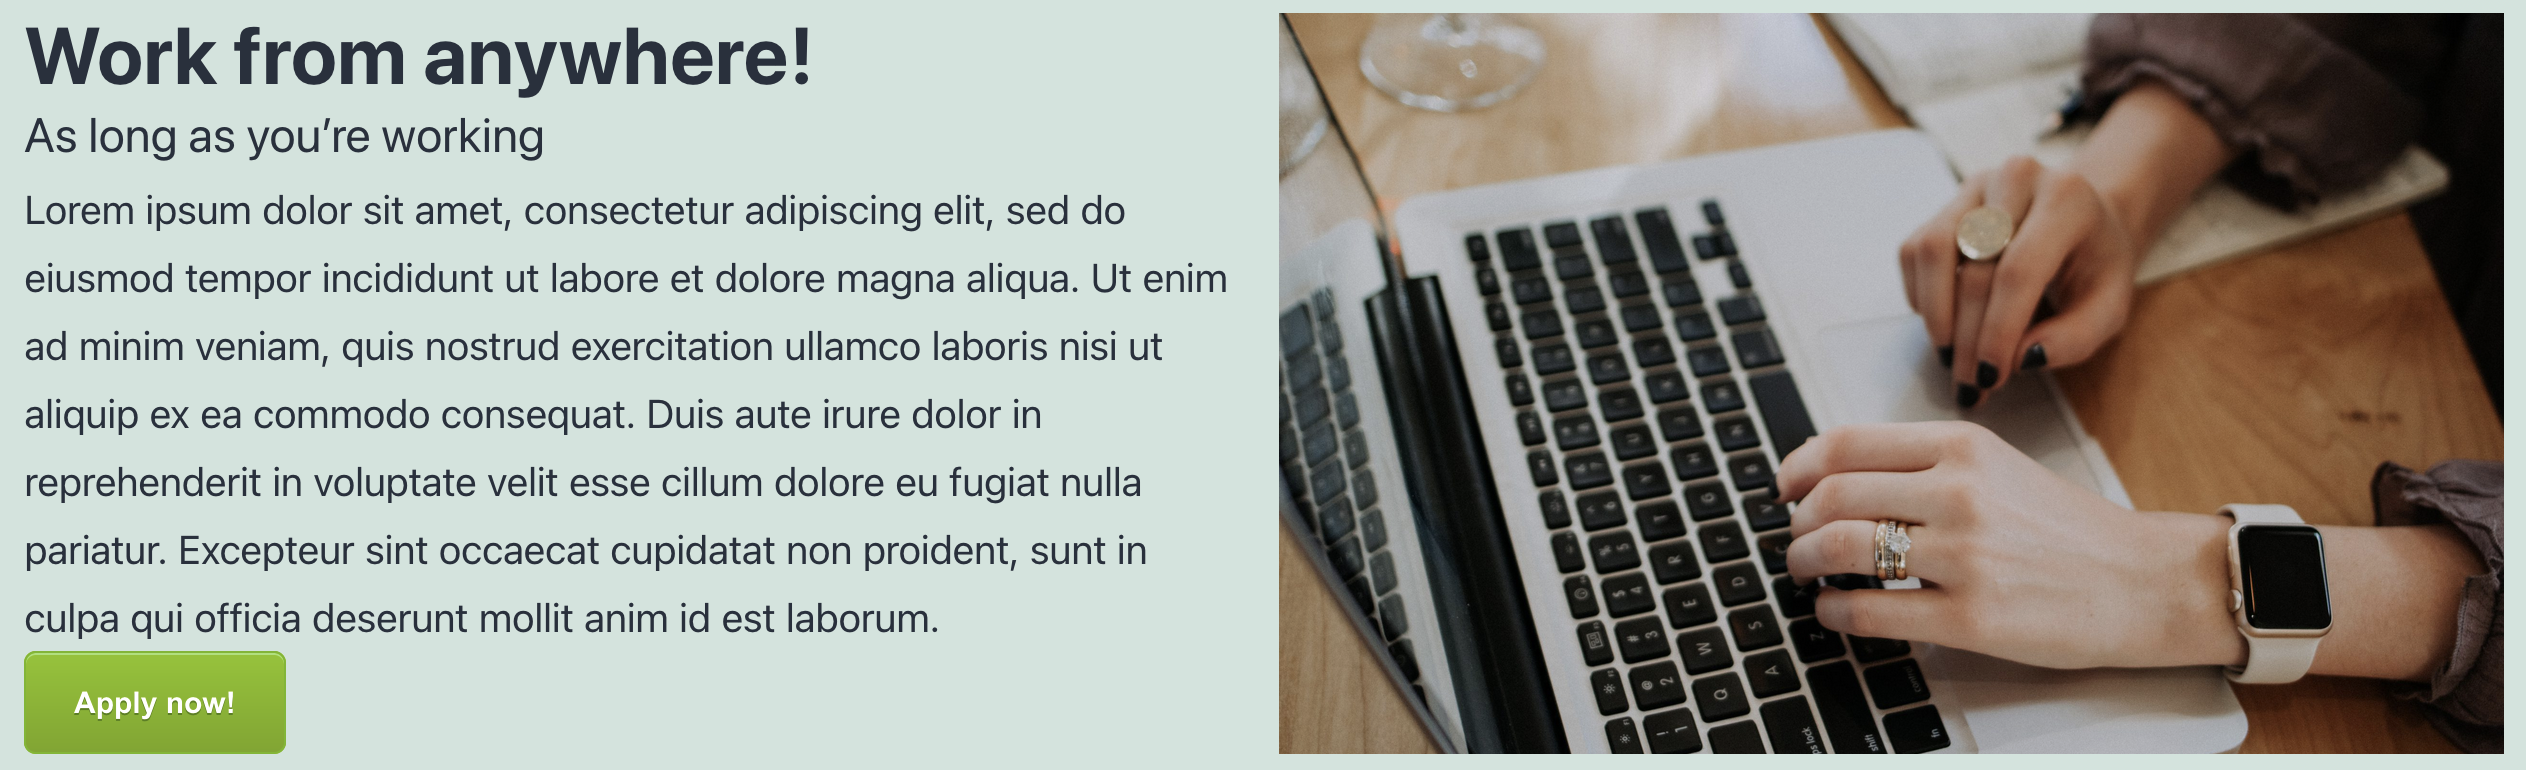 Work from anywhere!
As long as you’re working
Lorem ipsum dolor sit amet, consectetur adipiscing elit, sed do
eiusmod tempor incididunt ut labore et dolore magna aliqua. Ut enim
ad minim veniam, quis nostrud exercitation ullamco laboris nisi ut
aliquip ex ea commodo consequat. Duis aute irure dolor in
reprehenderit in voluptate velit esse cillum dolore eu fugiat nulla
pariatur. Excepteur sint occaecat cupidatat non proident, sunt in
culpa qui officia deserunt mollit anim id est laborum.
Apply now!